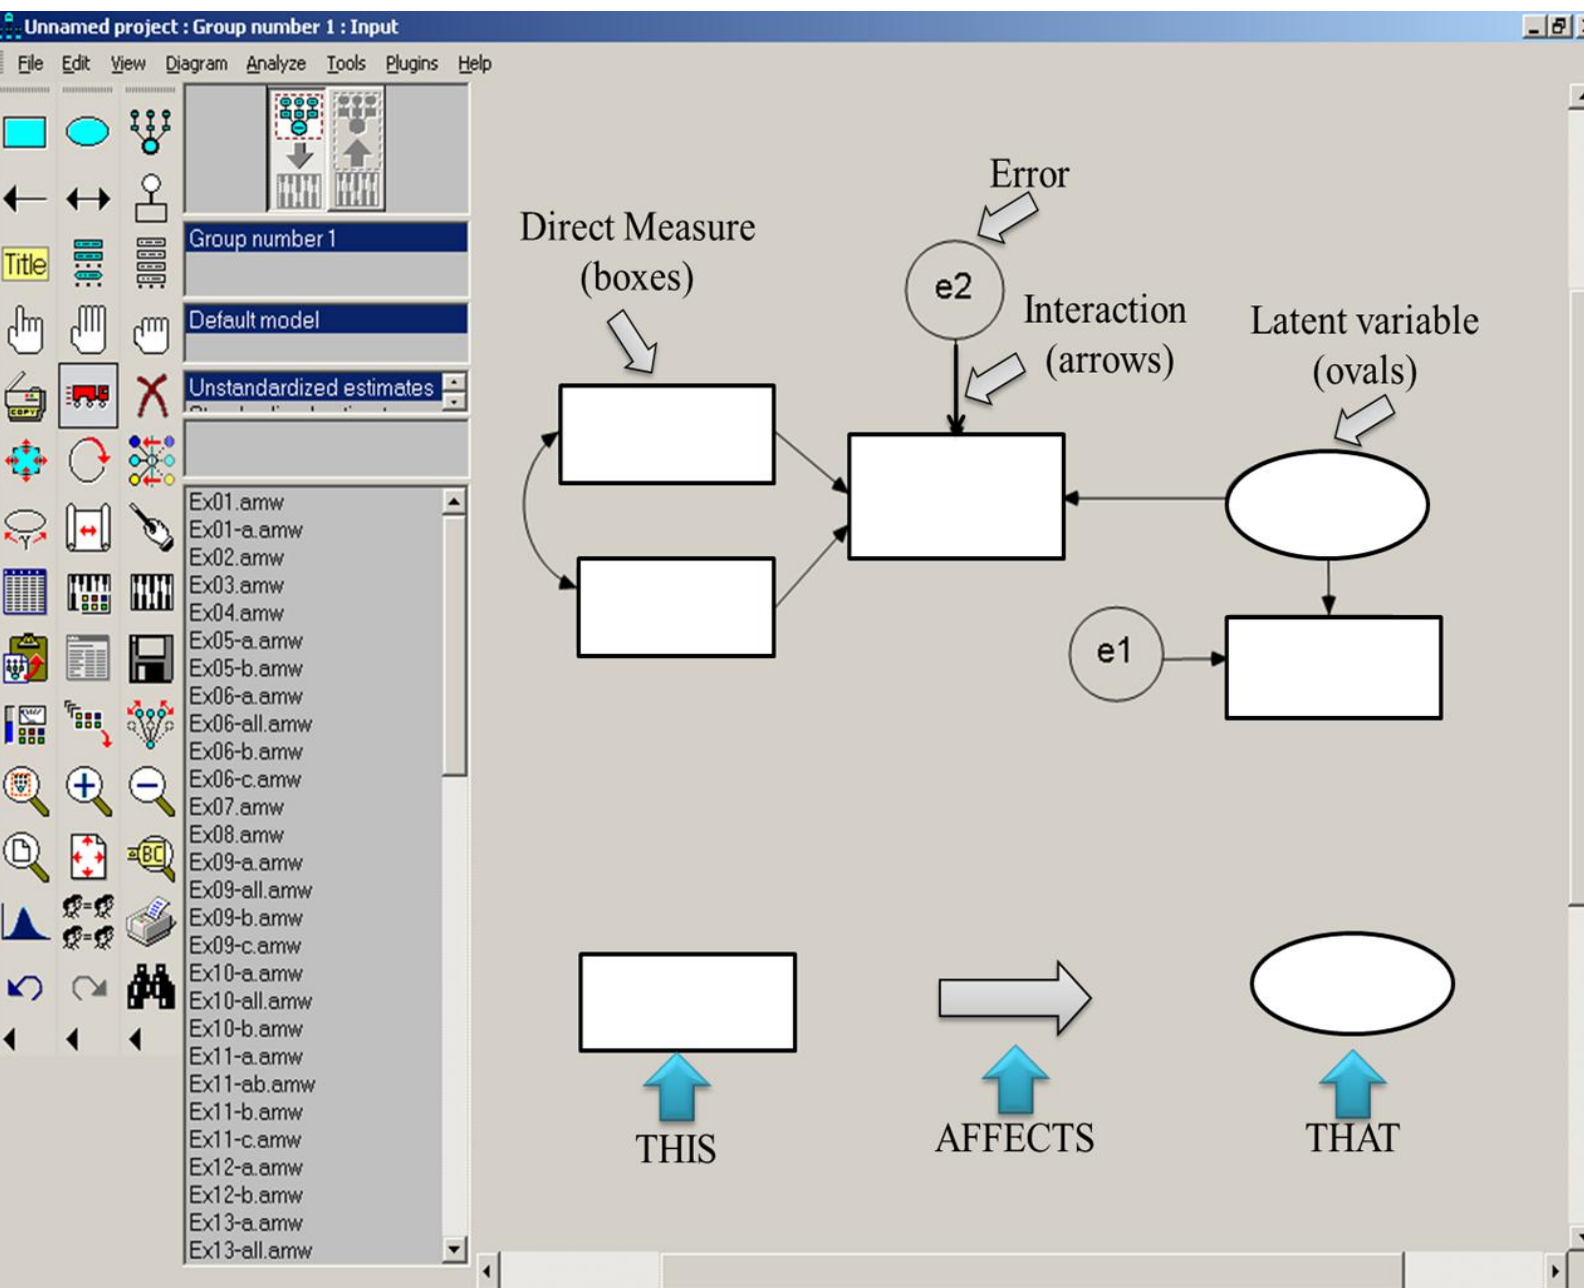 Unnamed project : Group number 1 : Input
File Edit View Diagram Analyze Tools Plugins Help
Title
COPY
Group number 1
Default model
Unstandardized estimates
Ex01.amw
Ex01-a.amw
Ex02.amw
Ex03.amw
Ex04.amw
Ex05-a.amw
Ex05-b.amw
Ex06-a.amw
Ex06-all.amw
Ex06-b.amw
Ex06-c.amw
Ex07.amw
Ex08.amw
Ex09-a.amw
Ex09-all.amw
Ex09-b.amw
Ex09-c.amw
Ex10-a.amw
Ex10-all.amw
Ex10-b.amw
Ex11-a.amw
Ex11-ab.amw
Ex11-b.amw
Ex11-c.amw
Ex12-a.amw
Ex12-b.amw
Ex13-a.amw
Ex13-all.amw
Direct Measure
(boxes)
Error
e2
Interaction
(arrows)
Latent variable
(ovals)
e1
THIS
AFFECTS
THAT